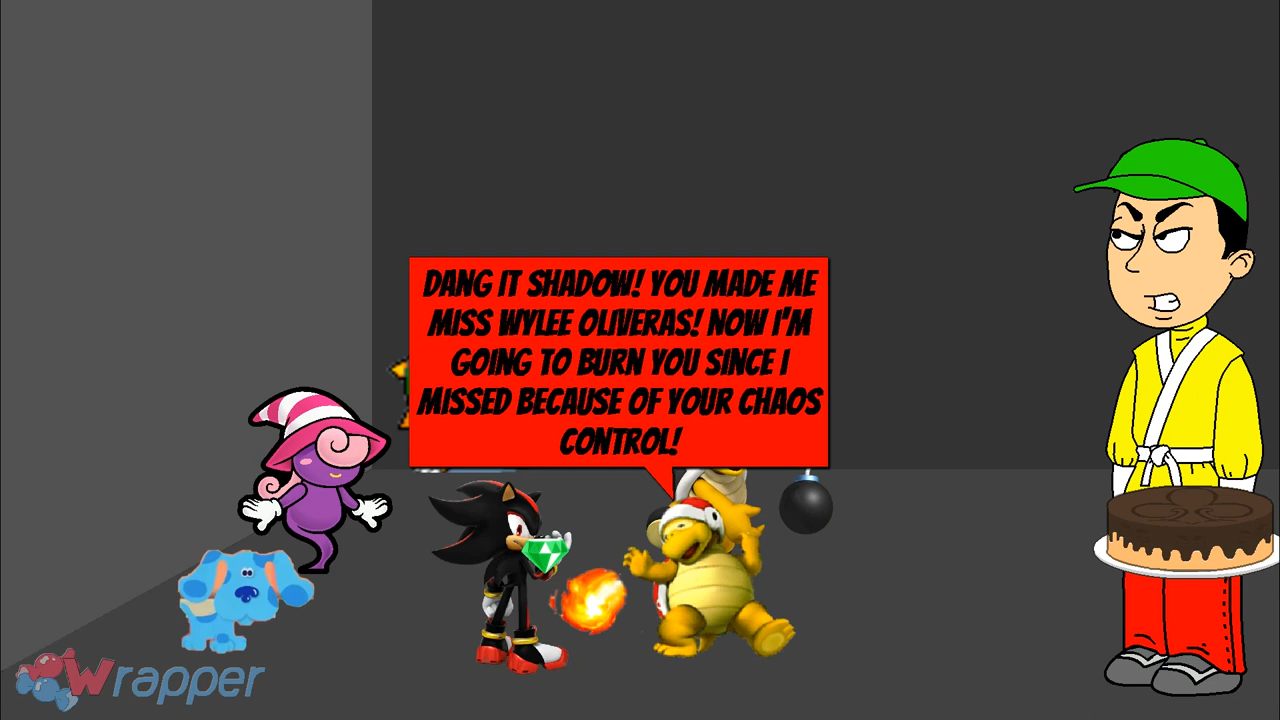 DANG IT SHADOW! YOU MADE ME
MISS WYLEE OLIVERAS! NOW I'M
GOING TO BURN YOU SINCE I
MISSED BECAUSE OF YOUR CHAOS
CONTROL!
Wrapper